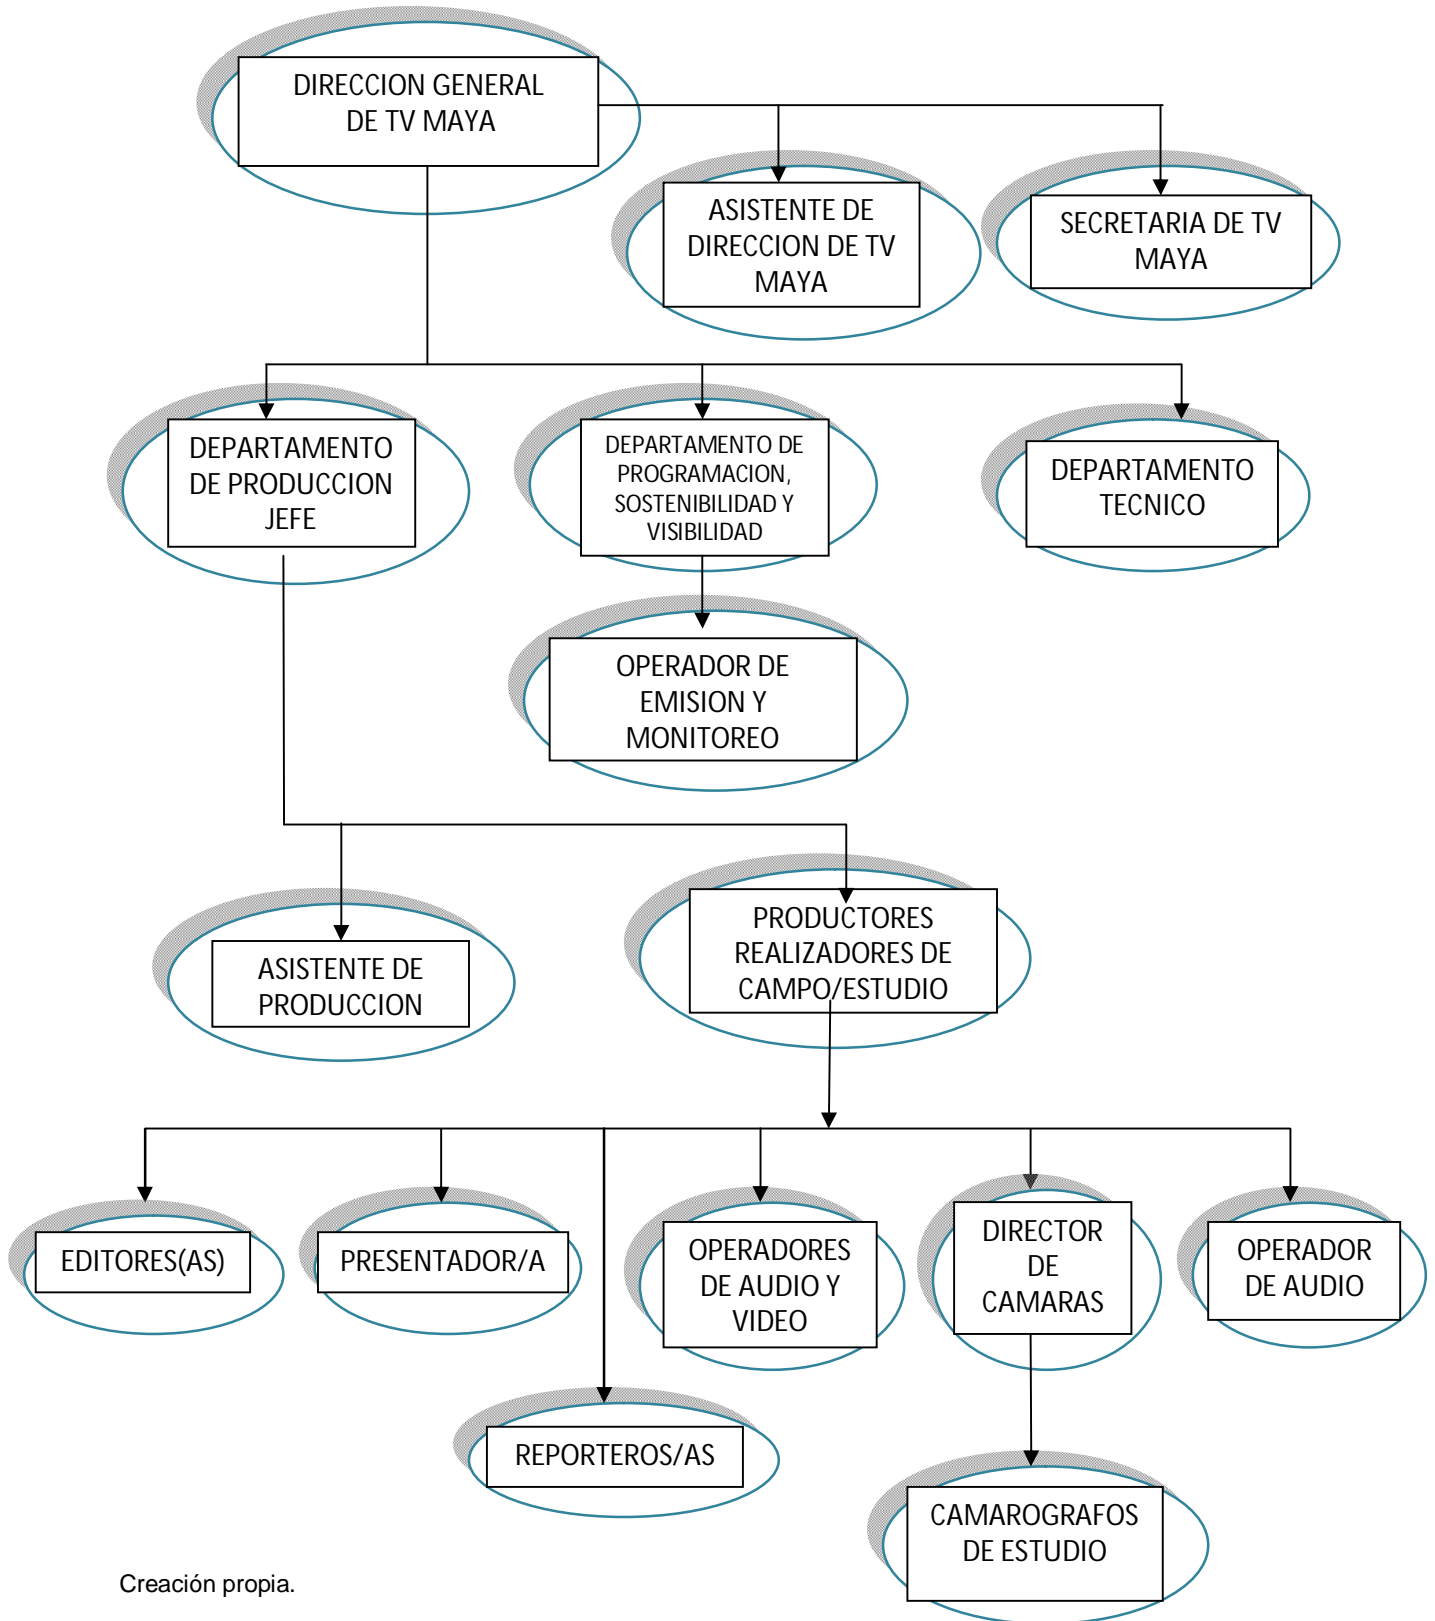 DIRECCION GENERAL
DE TV MAYA
ASISTENTE DE
DIRECCION DE TV
MAYA
SECRETARIA DE TV
MAYA
DEPARTAMENTO
DE PRODUCCION
JEFE
DEPARTAMENTO DE
PROGRAMACION,
SOSTENIBILIDAD Y
VISIBILIDAD
DEPARTAMENTO
TECNICO
OPERADOR DE
EMISION Y
MONITOREO
ASISTENTE DE
PRODUCCION
PRODUCTORES
REALIZADORES DE
CAMPO/ESTUDIO
EDITORES(AS)
PRESENTADOR/A
OPERADORES
DE AUDIO Y
VIDEO
DIRECTOR
DE
CAMARAS
OPERADOR
DE AUDIO
REPORTEROS/AS
CAMAROGRAFOS
DE ESTUDIO
Creación propia.